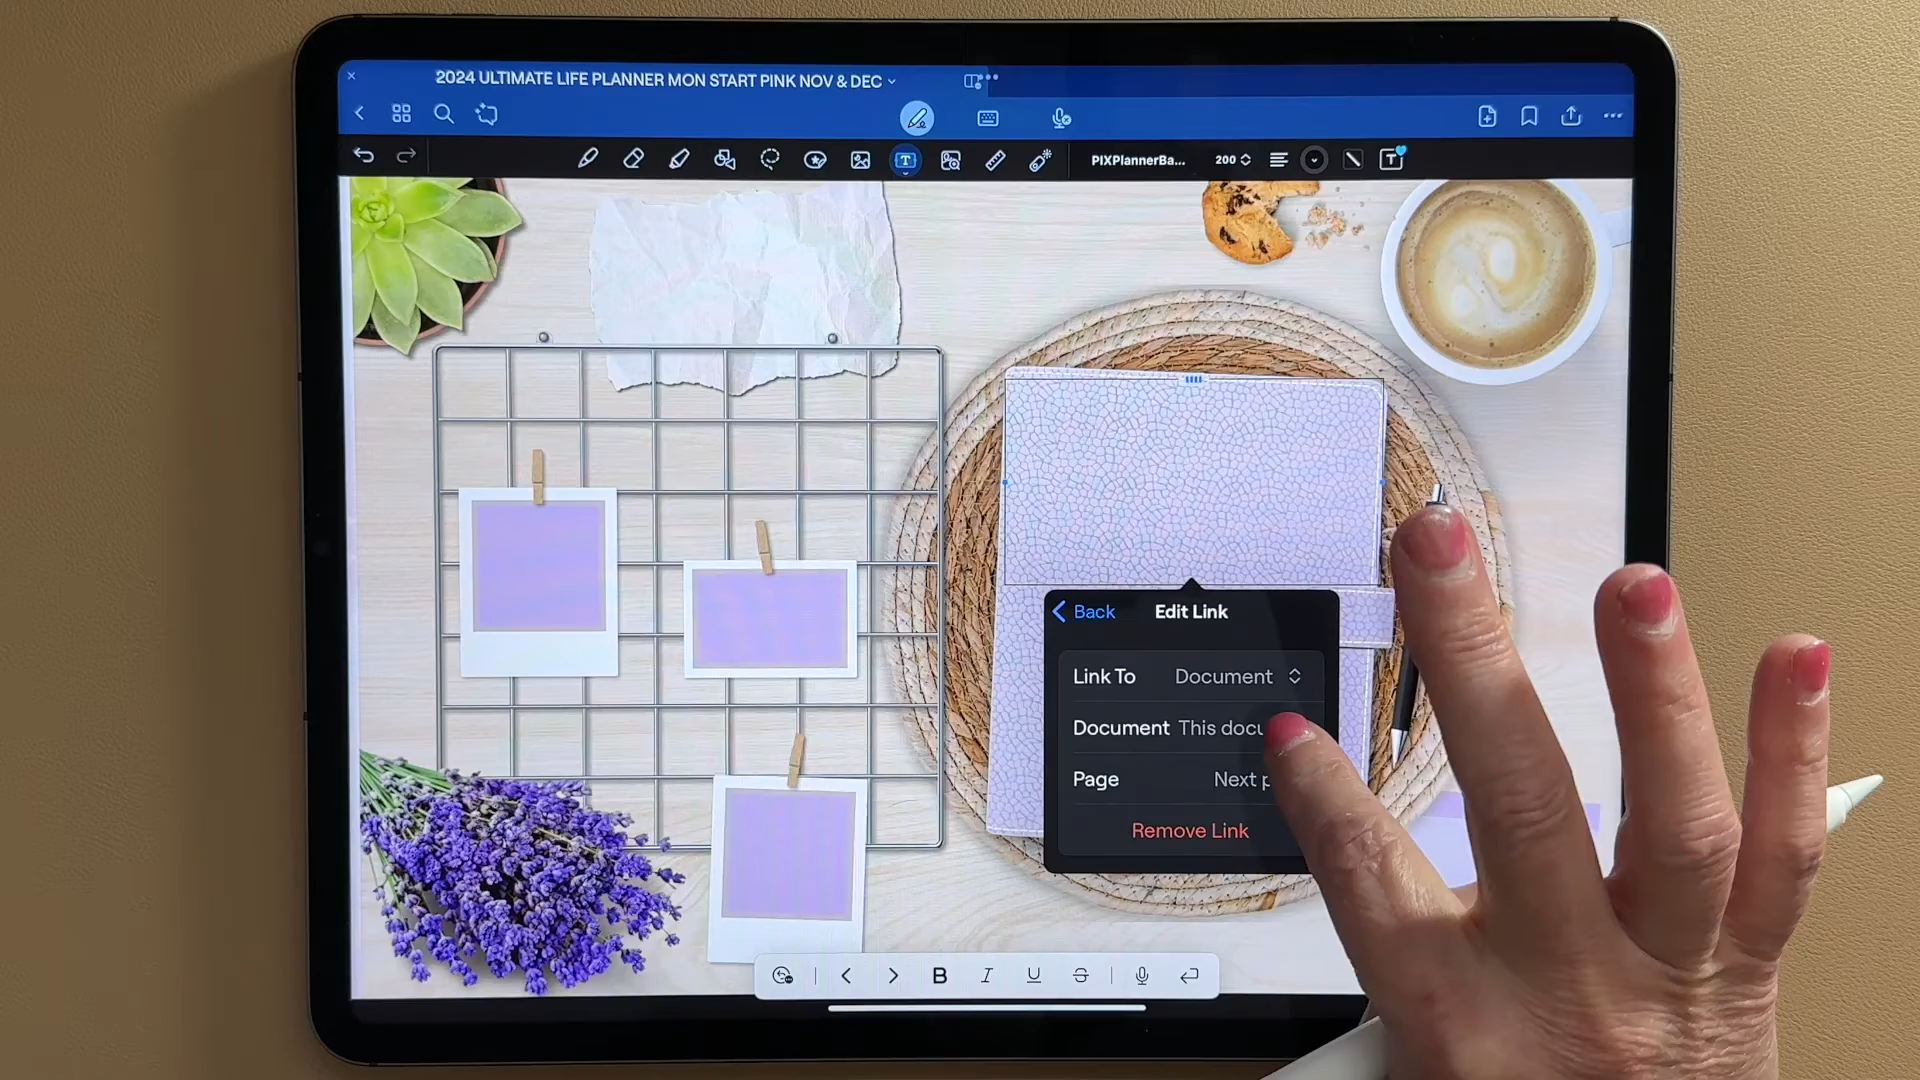 2024 ULTIMATE LIFE PLANNER MON START PINK NOV & DEC
PIXPlannerBa... 200
Back Edit Link
Link To Document
Document This docu
Page Next p
Remove Link
B I U S